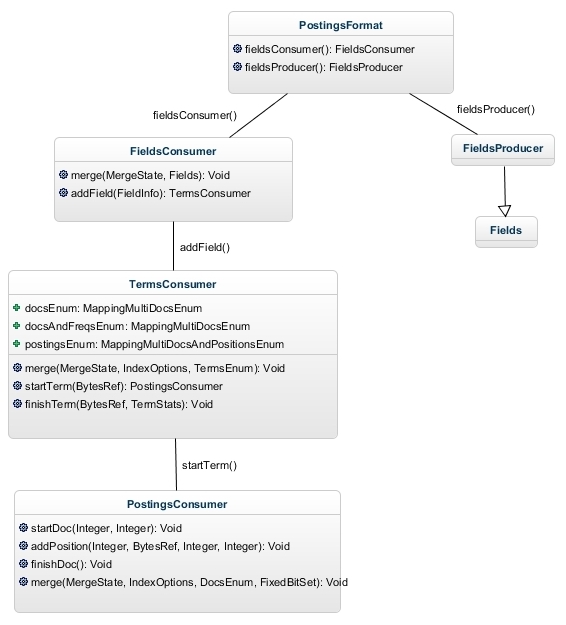 PostingsFormat
fieldsConsumer(): FieldsConsumer
fieldsProducer(): FieldsProducer
fieldsConsumer()
fieldsProducer()
FieldsConsumer
merge(MergeState, Fields): Void
addField(FieldInfo): TermsConsumer
FieldsProducer
Fields
addField()
TermsConsumer
docsEnum: MappingMultiDocsEnum
docsAndFreqsEnum: MappingMultiDocsEnum
postingsEnum: MappingMultiDocsAndPositionsEnum
merge(MergeState, IndexOptions, TermsEnum): Void
startTerm(BytesRef): PostingsConsumer
finishTerm(BytesRef, TermStats): Void
startTerm()
PostingsConsumer
startDoc(Integer, Integer): Void
addPosition(Integer, BytesRef, Integer, Integer): Void
finishDoc(): Void
merge(MergeState, IndexOptions, DocsEnum, FixedBitSet): Void